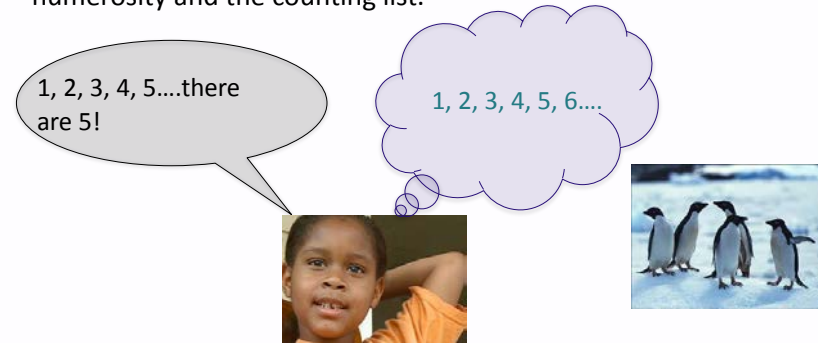 numerosity and the counting list.
1, 2, 3, 4, 5....there
are 5!
1, 2, 3, 4, 5, 6....